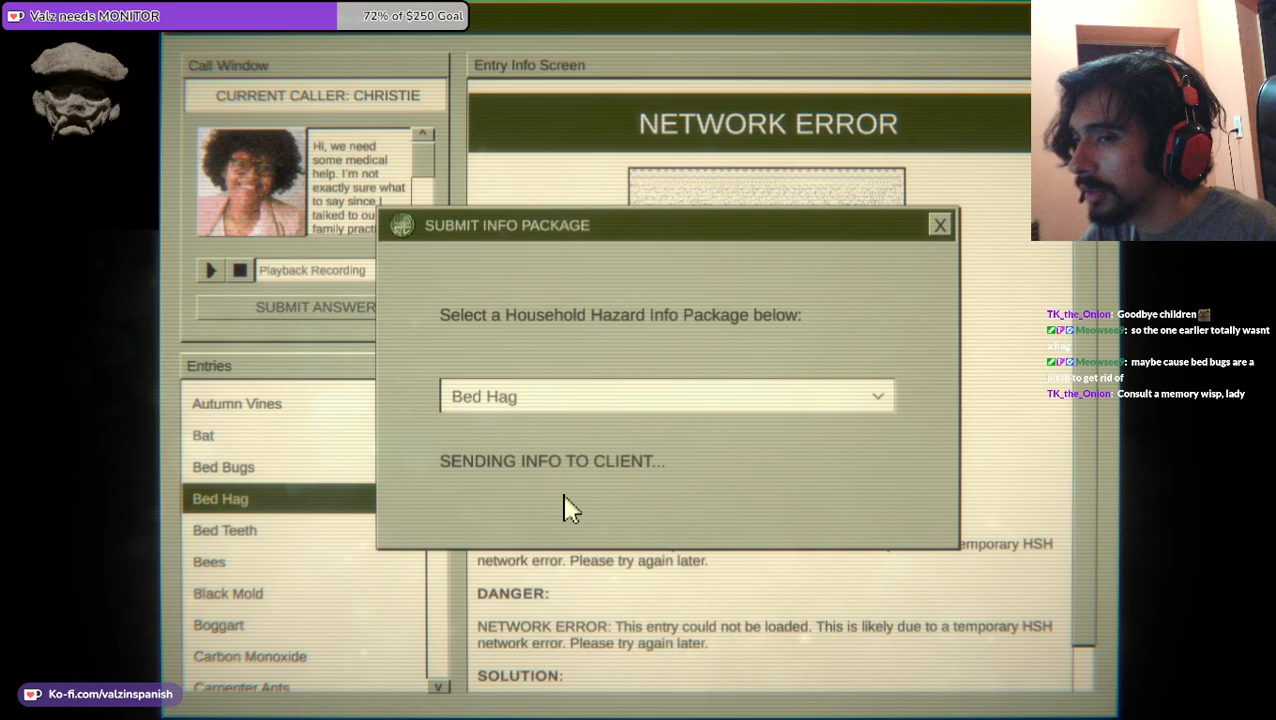 Valz needs MONITOR
72% of $250 Goal
Call Window
CURRENT CALLER: CHRISTIE
Hi, we need
some medical
help. I'm not
exactly sure what
to say since I
talked to ou
family pract
Playback Recording
SUBMIT ANSWER
Entries
Autumn Vines
Bat
Bed Bugs
Bed Hag
Bed Teeth
Bees
Black Mold
Boggart
Carbon Monoxide
Carpenter Ants
Entry Info Screen
NETWORK ERROR
SUBMIT INFO PACKAGE
X
Select a Household Hazard Info Package below:
Bed Hag
SENDING INFO TO CLIENT...
emporary HSH
network error. Please try again later.
DANGER:
NETWORK ERROR: This entry could not be loaded. This is likely due to a temporary HSH
network error. Please try again later.
SOLUTION:
TK_the_Onion: Goodbye children
Meowsee9: so the one earlier totally wasnt
a hag
Meowsee9: maybe cause bed bugs are a
bitch to get rid of
TK_the_Onion: Consult a memory wisp, lady
Ko-fi.com/valzinspanish